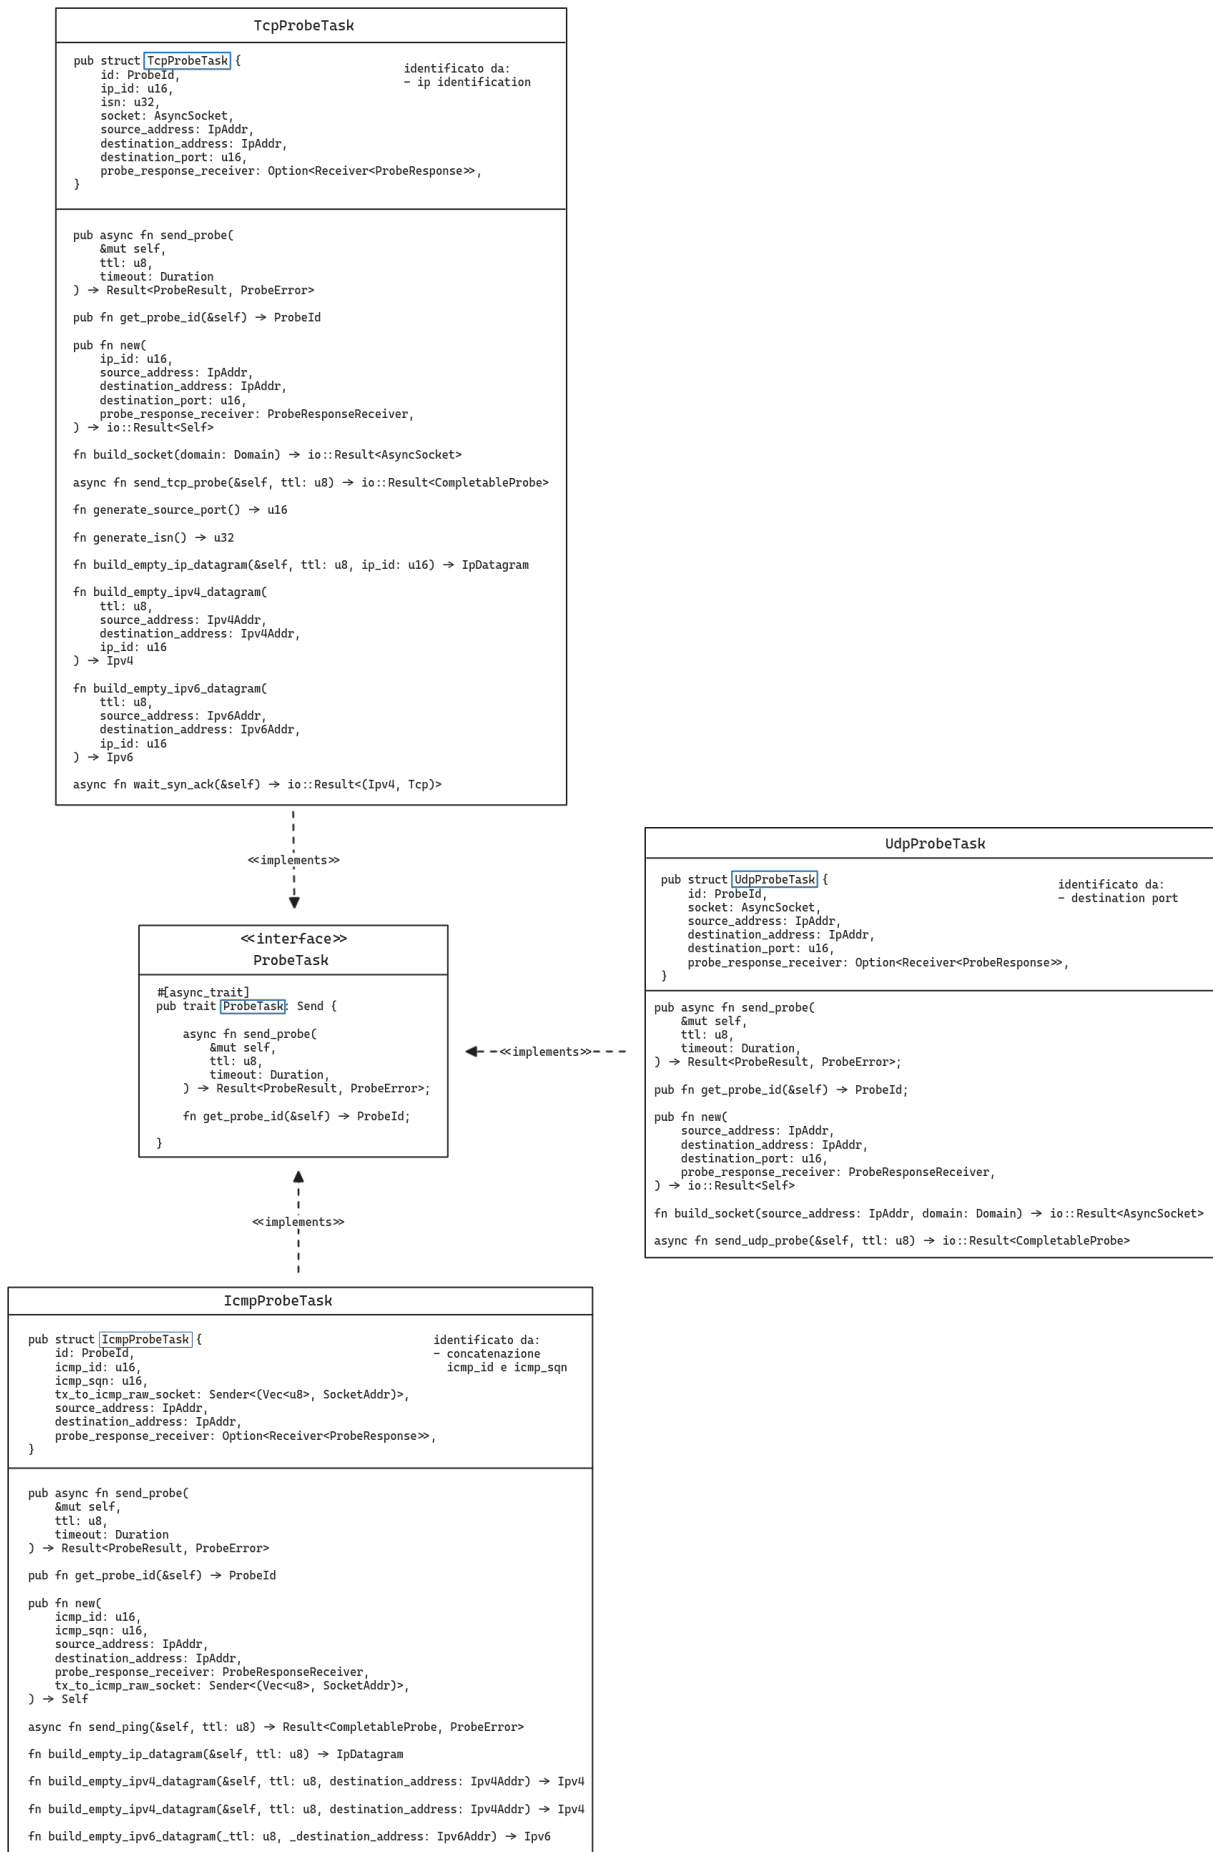 TcpProbeTask
pub struct TcpProbeTask {
    id: ProbeId,
    ip_id: u16,
    isn: u32,
    socket: AsyncSocket,
    source_address: IpAddr,
    destination_address: IpAddr,
    destination_port: u16,
    probe_response_receiver: Option<Receiver<ProbeResponse>>,
}
identificato da:
- ip identification
pub async fn send_probe(
    &mut self,
    ttl: u8,
    timeout: Duration
) -> Result<ProbeResult, ProbeError>
pub fn get_probe_id(&self) -> ProbeId
pub fn new(
    ip_id: u16,
    source_address: IpAddr,
    destination_address: IpAddr,
    destination_port: u16,
    probe_response_receiver: ProbeResponseReceiver,
) -> io::Result<Self>
fn build_socket(domain: Domain) -> io::Result<AsyncSocket>
async fn send_tcp_probe(&self, ttl: u8) -> io::Result<CompletableProbe>
fn generate_source_port() -> u16
fn generate_isn() -> u32
fn build_empty_ip_datagram(&self, ttl: u8, ip_id: u16) -> IpDatagram
fn build_empty_ipv4_datagram(
    ttl: u8,
    source_address: Ipv4Addr,
    destination_address: Ipv4Addr,
    ip_id: u16
) -> Ipv4
fn build_empty_ipv6_datagram(
    ttl: u8,
    source_address: Ipv6Addr,
    destination_address: Ipv6Addr,
    ip_id: u16
) -> Ipv6
async fn wait_syn_ack(&self) -> io::Result<(Ipv4, Tcp)>
<<implements>>
<<interface>>
ProbeTask
#[async_trait]
pub trait ProbeTask: Send {
    async fn send_probe(
        &mut self,
        ttl: u8,
        timeout: Duration,
    ) -> Result<ProbeResult, ProbeError>;
    fn get_probe_id(&self) -> ProbeId;
}
<<implements>>
UdpProbeTask
pub struct UdpProbeTask {
    id: ProbeId,
    socket: AsyncSocket,
    source_address: IpAddr,
    destination_address: IpAddr,
    destination_port: u16,
    probe_response_receiver: Option<Receiver<ProbeResponse>>,
}
identificato da:
- destination port
pub async fn send_probe(
    &mut self,
    ttl: u8,
    timeout: Duration,
) -> Result<ProbeResult, ProbeError>;
pub fn get_probe_id(&self) -> ProbeId;
pub fn new(
    source_address: IpAddr,
    destination_address: IpAddr,
    destination_port: u16,
    probe_response_receiver: ProbeResponseReceiver,
) -> io::Result<Self>
fn build_socket(source_address: IpAddr, domain: Domain) -> io::Result<AsyncSocket>
async fn send_udp_probe(&self, ttl: u8) -> io::Result<CompletableProbe>
<<implements>>
IcmpProbeTask
pub struct IcmpProbeTask {
    id: ProbeId,
    icmp_id: u16,
    icmp_sqn: u16,
    tx_to_icmp_raw_socket: Sender<(Vec<u8>, SocketAddr)>,
    source_address: IpAddr,
    destination_address: IpAddr,
    probe_response_receiver: Option<Receiver<ProbeResponse>>,
}
identificato da:
- concatenazione
  icmp_id e icmp_sqn
pub async fn send_probe(
    &mut self,
    ttl: u8,
    timeout: Duration
) -> Result<ProbeResult, ProbeError>
pub fn get_probe_id(&self) -> ProbeId
pub fn new(
    icmp_id: u16,
    icmp_sqn: u16,
    source_address: IpAddr,
    destination_address: IpAddr,
    probe_response_receiver: ProbeResponseReceiver,
    tx_to_icmp_raw_socket: Sender<(Vec<u8>, SocketAddr)>,
) -> Self
async fn send_ping(&self, ttl: u8) -> Result<CompletableProbe, ProbeError>
fn build_empty_ip_datagram(&self, ttl: u8) -> IpDatagram
fn build_empty_ipv4_datagram(&self, ttl: u8, destination_address: Ipv4Addr) -> Ipv4
fn build_empty_ipv4_datagram(&self, ttl: u8, destination_address: Ipv4Addr) -> Ipv4
fn build_empty_ipv6_datagram(_ttl: u8, _destination_address: Ipv6Addr) -> Ipv6